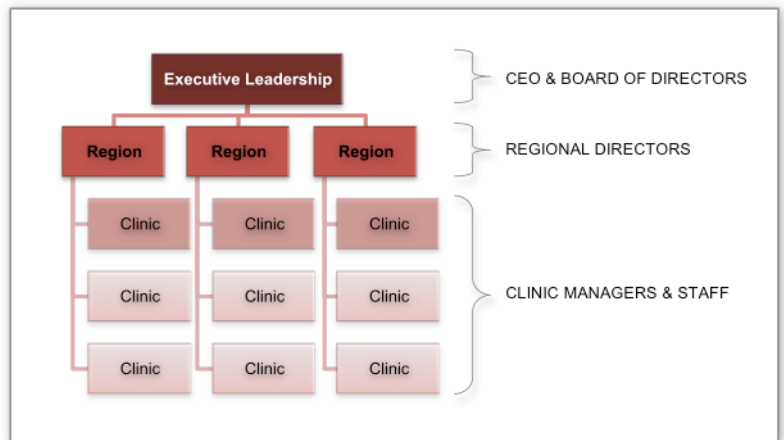 Executive Leadership
CEO & BOARD OF DIRECTORS
Region
Region
Region
REGIONAL DIRECTORS
Clinic
Clinic
Clinic
Clinic
Clinic
Clinic
CLINIC MANAGERS & STAFF
Clinic
Clinic
Clinic